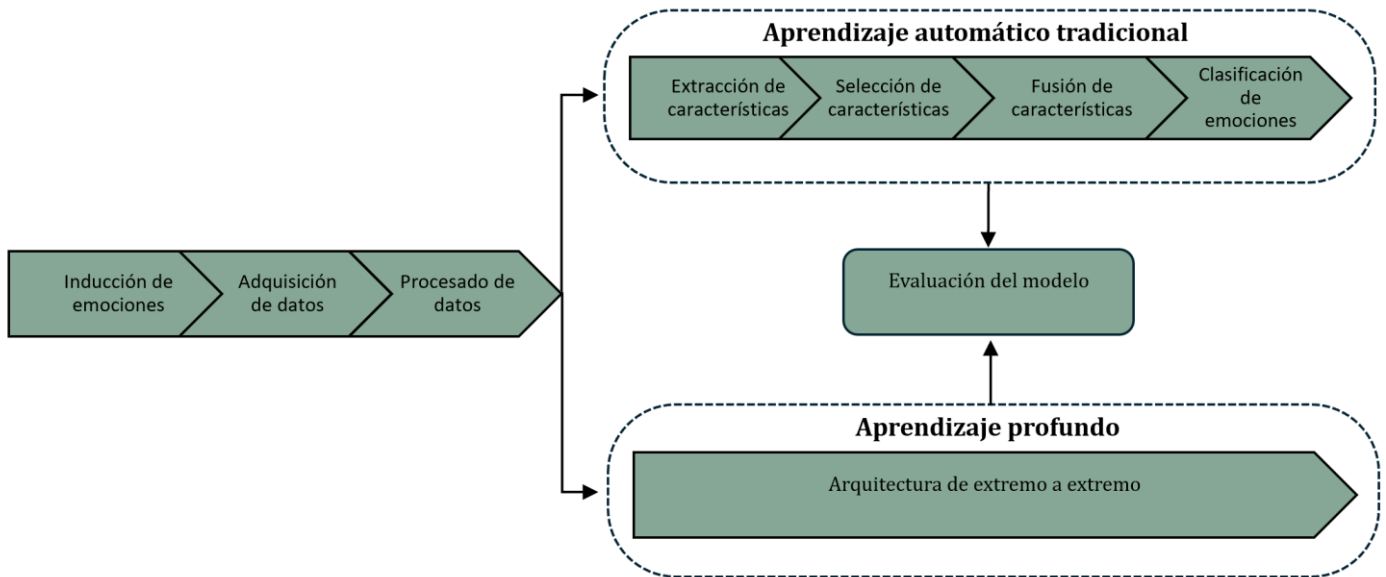 Aprendizaje automático tradicional
Extracción de
características
Selección de
características
Fusión de
características
Clasificación
de
emociones
Inducción de
emociones
Adquisición
de datos
Procesado de
datos
Evaluación del modelo
Aprendizaje profundo
Arquitectura de extremo a extremo